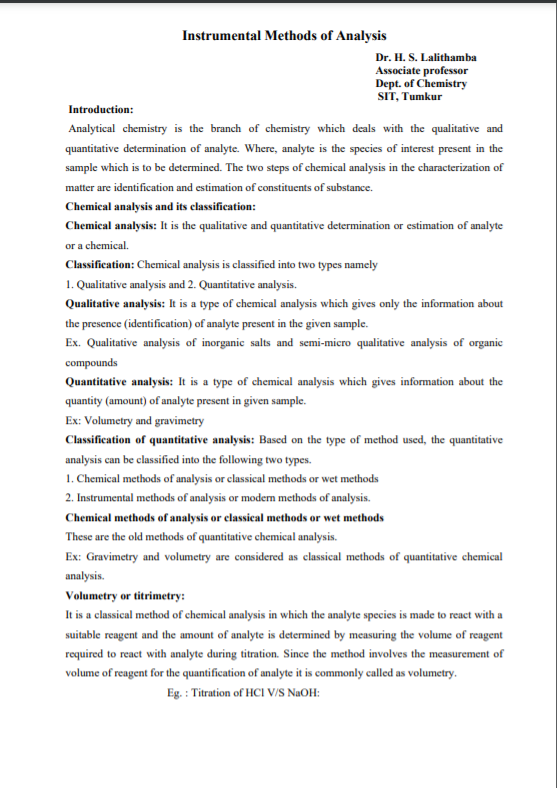 Instrumental Methods of Analysis
Dr. H. S. Lalithamba
Associate professor
Dept. of Chemistry
SIT, Tumkur
Introduction:
Analytical chemistry is the branch of chemistry which deals with the qualitative and
quantitative determination of analyte. Where, analyte is the species of interest present in the
sample which is to be determined. The two steps of chemical analysis in the characterization of
matter are identification and estimation of constituents of substance.
Chemical analysis and its classification:
Chemical analysis: It is the qualitative and quantitative determination or estimation of analyte
or a chemical.
Classification: Chemical analysis is classified into two types namely
1. Qualitative analysis and 2. Quantitative analysis.
Qualitative analysis: It is a type of chemical analysis which gives only the information about
the presence (identification) of analyte present in the given sample.
Ex. Qualitative analysis of inorganic salts and semi-micro qualitative analysis of organic
compounds
Quantitative analysis: It is a type of chemical analysis which gives information about the
quantity (amount) of analyte present in given sample.
Ex: Volumetry and gravimetry
Classification of quantitative analysis: Based on the type of method used, the quantitative
analysis can be classified into the following two types.
1. Chemical methods of analysis or classical methods or wet methods
2. Instrumental methods of analysis or modern methods of analysis.
Chemical methods of analysis or classical methods or wet methods
These are the old methods of quantitative chemical analysis.
Ex: Gravimetry and volumetry are considered as classical methods of quantitative chemical
analysis.
Volumetry or titrimetry:
It is a classical method of chemical analysis in which the analyte species is made to react with a
suitable reagent and the amount of analyte is determined by measuring the volume of reagent
required to react with analyte during titration. Since the method involves the measurement of
volume of reagent for the quantification of analyte it is commonly called as volumetry.
Eg. : Titration of HCl V/S NaOH: